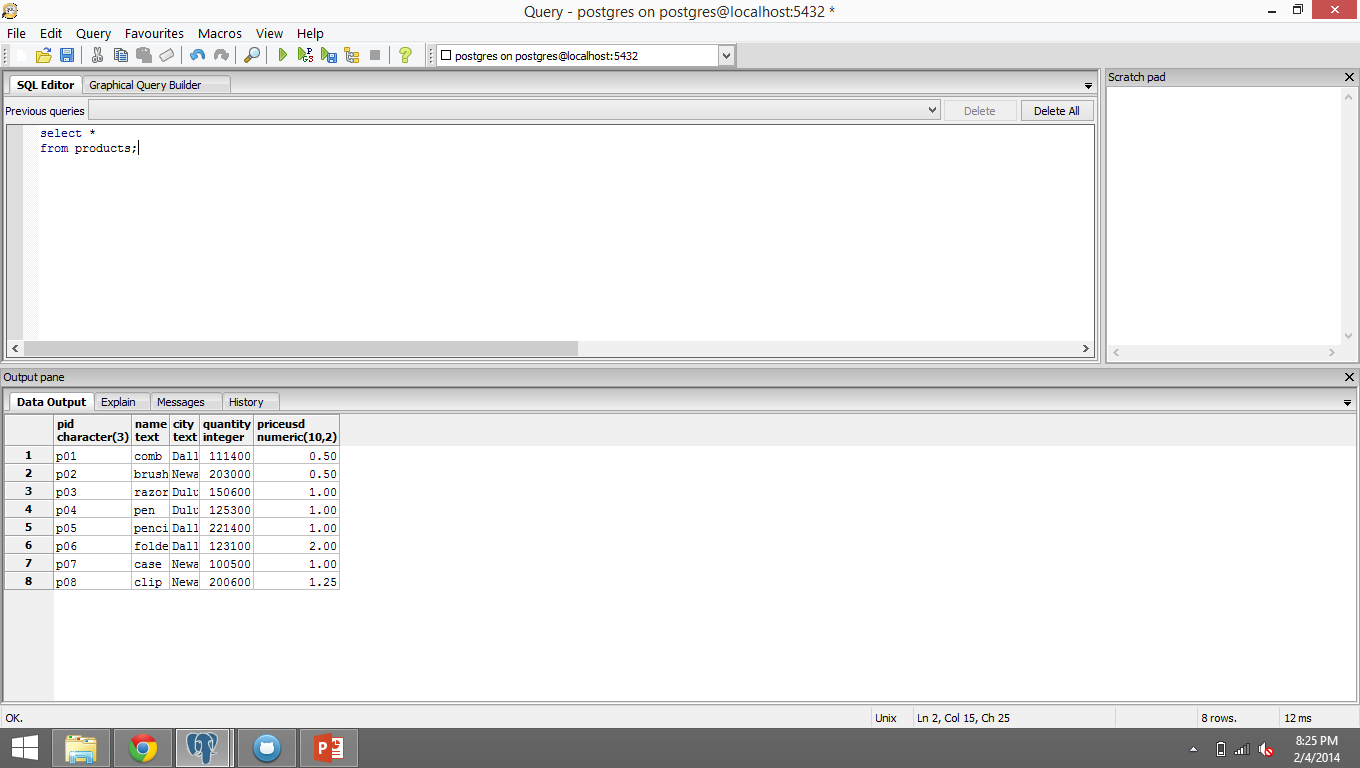 Query - postgres on postgres@localhost:5432 *
File Edit Query Favourites Macros View Help
postgres on postgres@localhost:5432
SQL Editor Graphical Query Builder
Scratch pad
Previous queries Delete Delete All
select *
from products;
Output pane
Data Output Explain Messages History
pid name city quantity priceusd
character(3) text text integer numeric(10,2)
1 p01 comb Dall 111400 0.50
2 p02 brush Newa 203000 0.50
3 p03 razor Dulu 150600 1.00
4 p04 pen Dulu 125300 1.00
5 p05 penci Dall 221400 1.00
6 p06 folde Dall 123100 2.00
7 p07 case Newa 100500 1.00
8 p08 clip Newa 200600 1.25
OK. Unix Ln 2, Col 15, Ch 25 8 rows. 12 ms
8:25 PM
2/4/2014